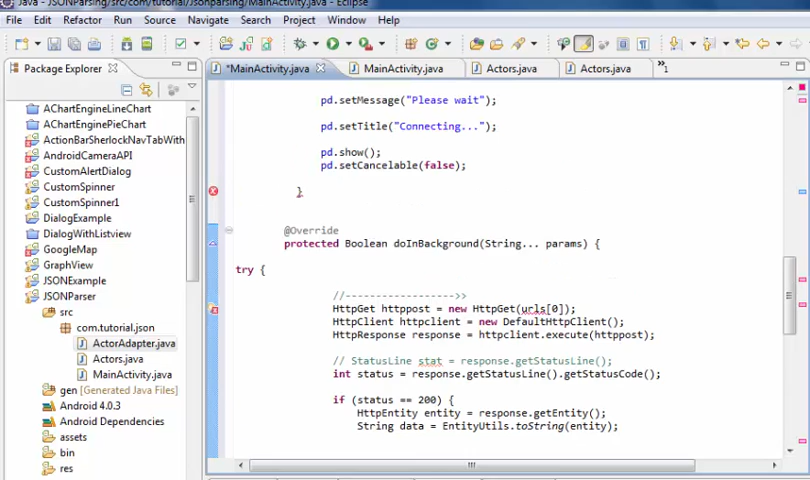 Java - JSONParsing/src/com/tutorial/Jsonparsing/MainActivity.java - Eclipse
File Edit Source Refactor Run Source Navigate Search Project Window Help
Package Explorer
*MainActivity.java MainActivity.java Actors.java Actors.java »1
AChartEngineLineChart
AChartEnginePieChart
ActionBarSherlockNavTabWith
AndroidCameraAPI
CustomAlertDialog
CustomSpinner
CustomSpinner1
DialogExample
DialogWithListview
GoogleMap
GraphView
JSONExample
JSONParser
src
com.tutorial.json
ActorAdapter.java
Actors.java
MainActivity.java
gen [Generated Java Files]
Android 4.0.3
Android Dependencies
assets
bin
res
pd.setMessage("Please wait");
pd.setTitle("Connecting...");
pd.show();
pd.setCancelable(false);
}
@Override
protected Boolean doInBackground(String... params) {
try {
//------------------>>
HttpGet httppost = new HttpGet(urls[0]);
HttpClient httpclient = new DefaultHttpClient();
HttpResponse response = httpclient.execute(httppost);
// StatusLine stat = response.getStatusLine();
int status = response.getStatusLine().getStatusCode();
if (status == 200) {
HttpEntity entity = response.getEntity();
String data = EntityUtils.toString(entity);